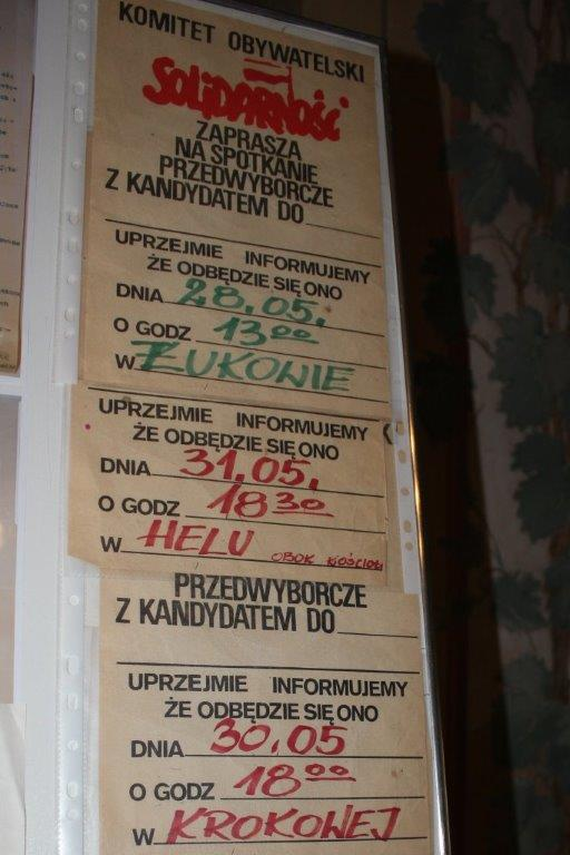 KOMITET OBYWATELSKI
SOLIDARNOŚĆ
ZAPRASZA
NA SPOTKANIE
PRZEDWYBORCZE
Z KANDYDATEM DO
UPRZEJMIE INFORMUJEMY
ŻE ODBĘDZIE SIĘ ONO
DNIA 28.05.
O GODZ 13 00
W ŻUKOWIE
UPRZEJMIE INFORMUJEMY
ŻE ODBĘDZIE SIĘ ONO
DNIA 31.05.
O GODZ 18 30
W HELU OBOK KOŚCIOŁA
PRZEDWYBORCZE
Z KANDYDATEM DO
UPRZEJMIE INFORMUJEMY
ŻE ODBĘDZIE SIĘ ONO
DNIA 30.05
O GODZ 18 00
W KROKOWEJ